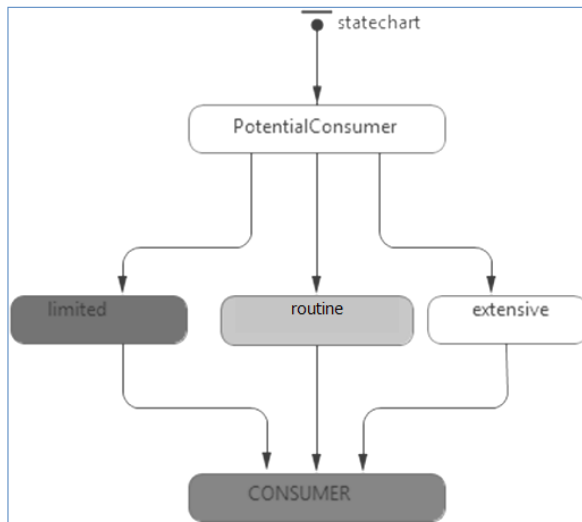 statechart
PotentialConsumer
limited
routine
extensive
CONSUMER